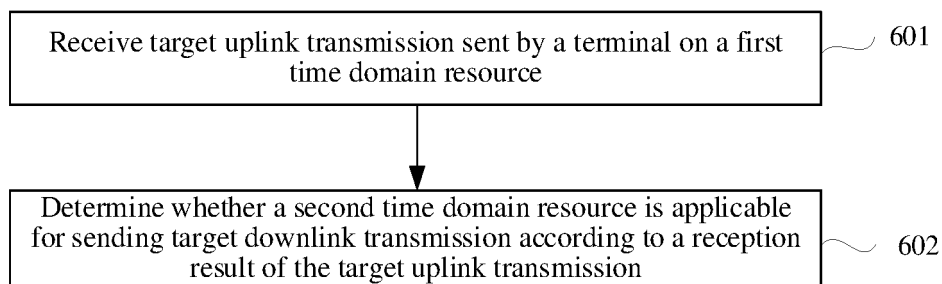 Receive target uplink transmission sent by a terminal on a first
time domain resource
601
Determine whether a second time domain resource is applicable
for sending target downlink transmission according to a reception
result of the target uplink transmission
602